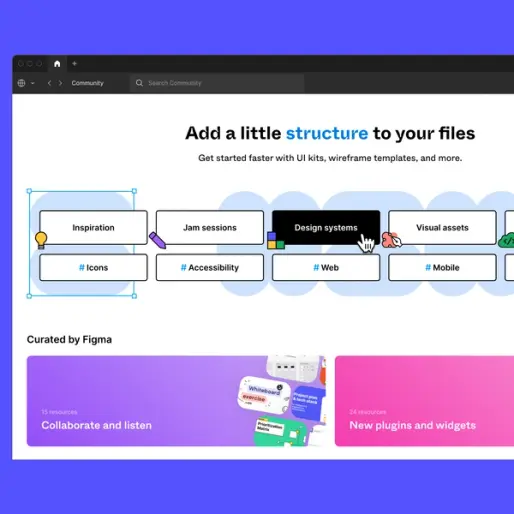 Community
Search Community
Add a little structure to your files
Get started faster with UI kits, wireframe templates, and more.
Inspiration
Jam sessions
Design systems
Visual assets
# Icons
# Accessibility
# Web
# Mobile
Curated by Figma
15 resources
Collaborate and listen
Whiteboard
exercise
Prioritization
Matrix
24 resources
New plugins and widgets